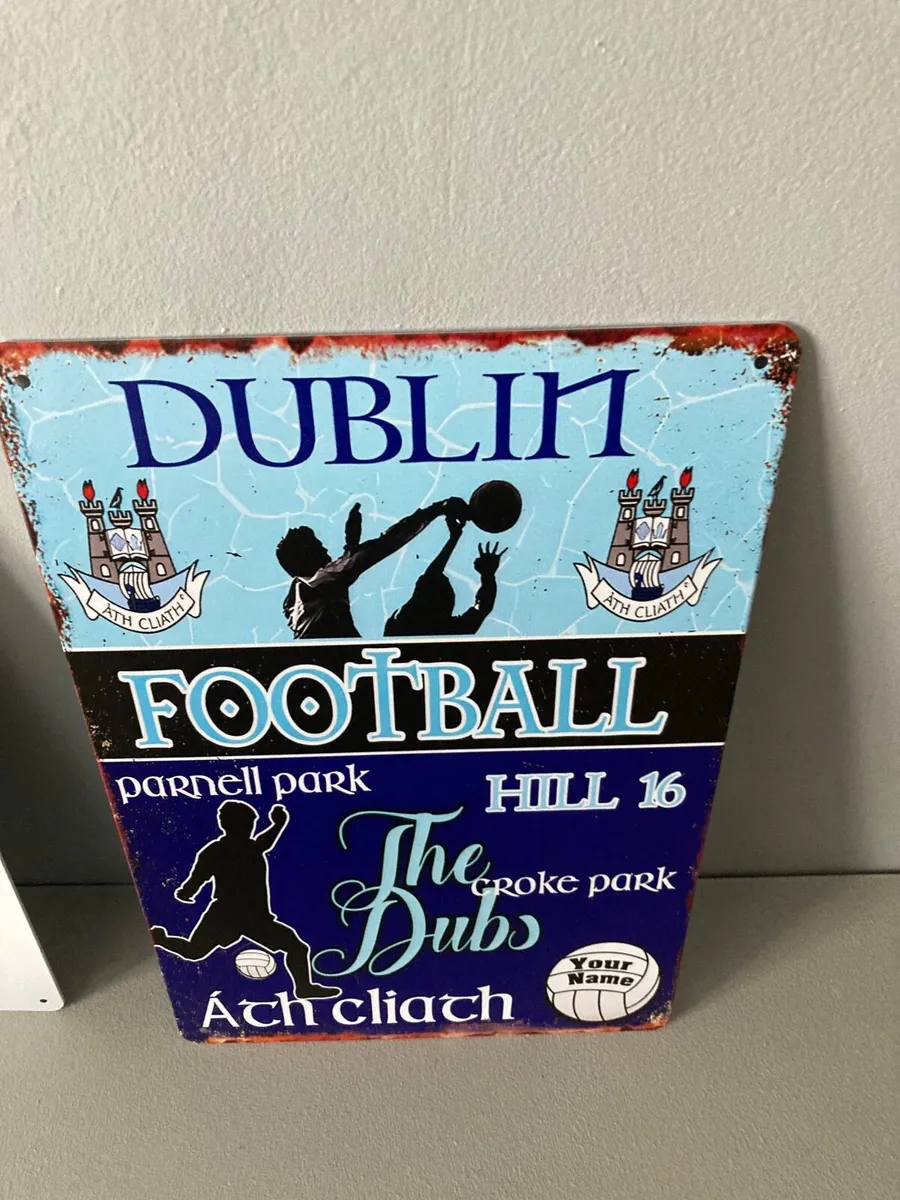 DUBLIN
ÁTH CLIATH
ÁTH CLIATH
FOOTBALL
PARNELL PARK
HILL 16
The
CROKE PARK
Dubs
Your
Name
Áth Cliath